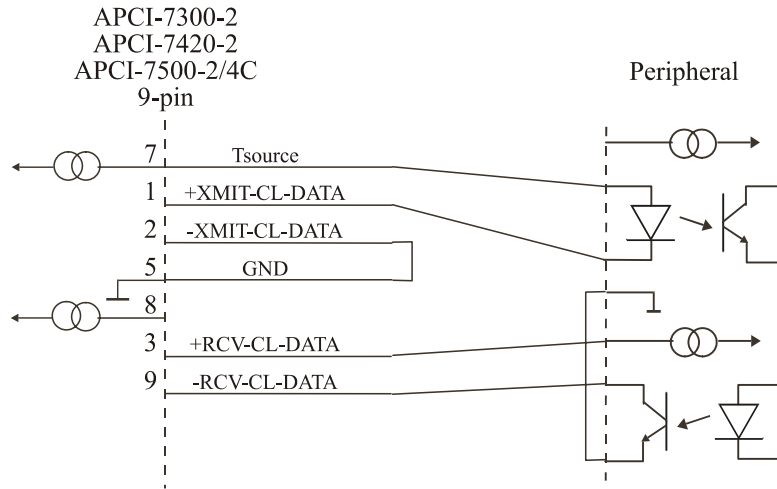 APCI-7300-2
APCI-7420-2
APCI-7500-2/4C
9-pin
Peripheral
7 Tsource
1 +XMIT-CL-DATA
2 -XMIT-CL-DATA
5 GND
8
3 +RCV-CL-DATA
9 -RCV-CL-DATA